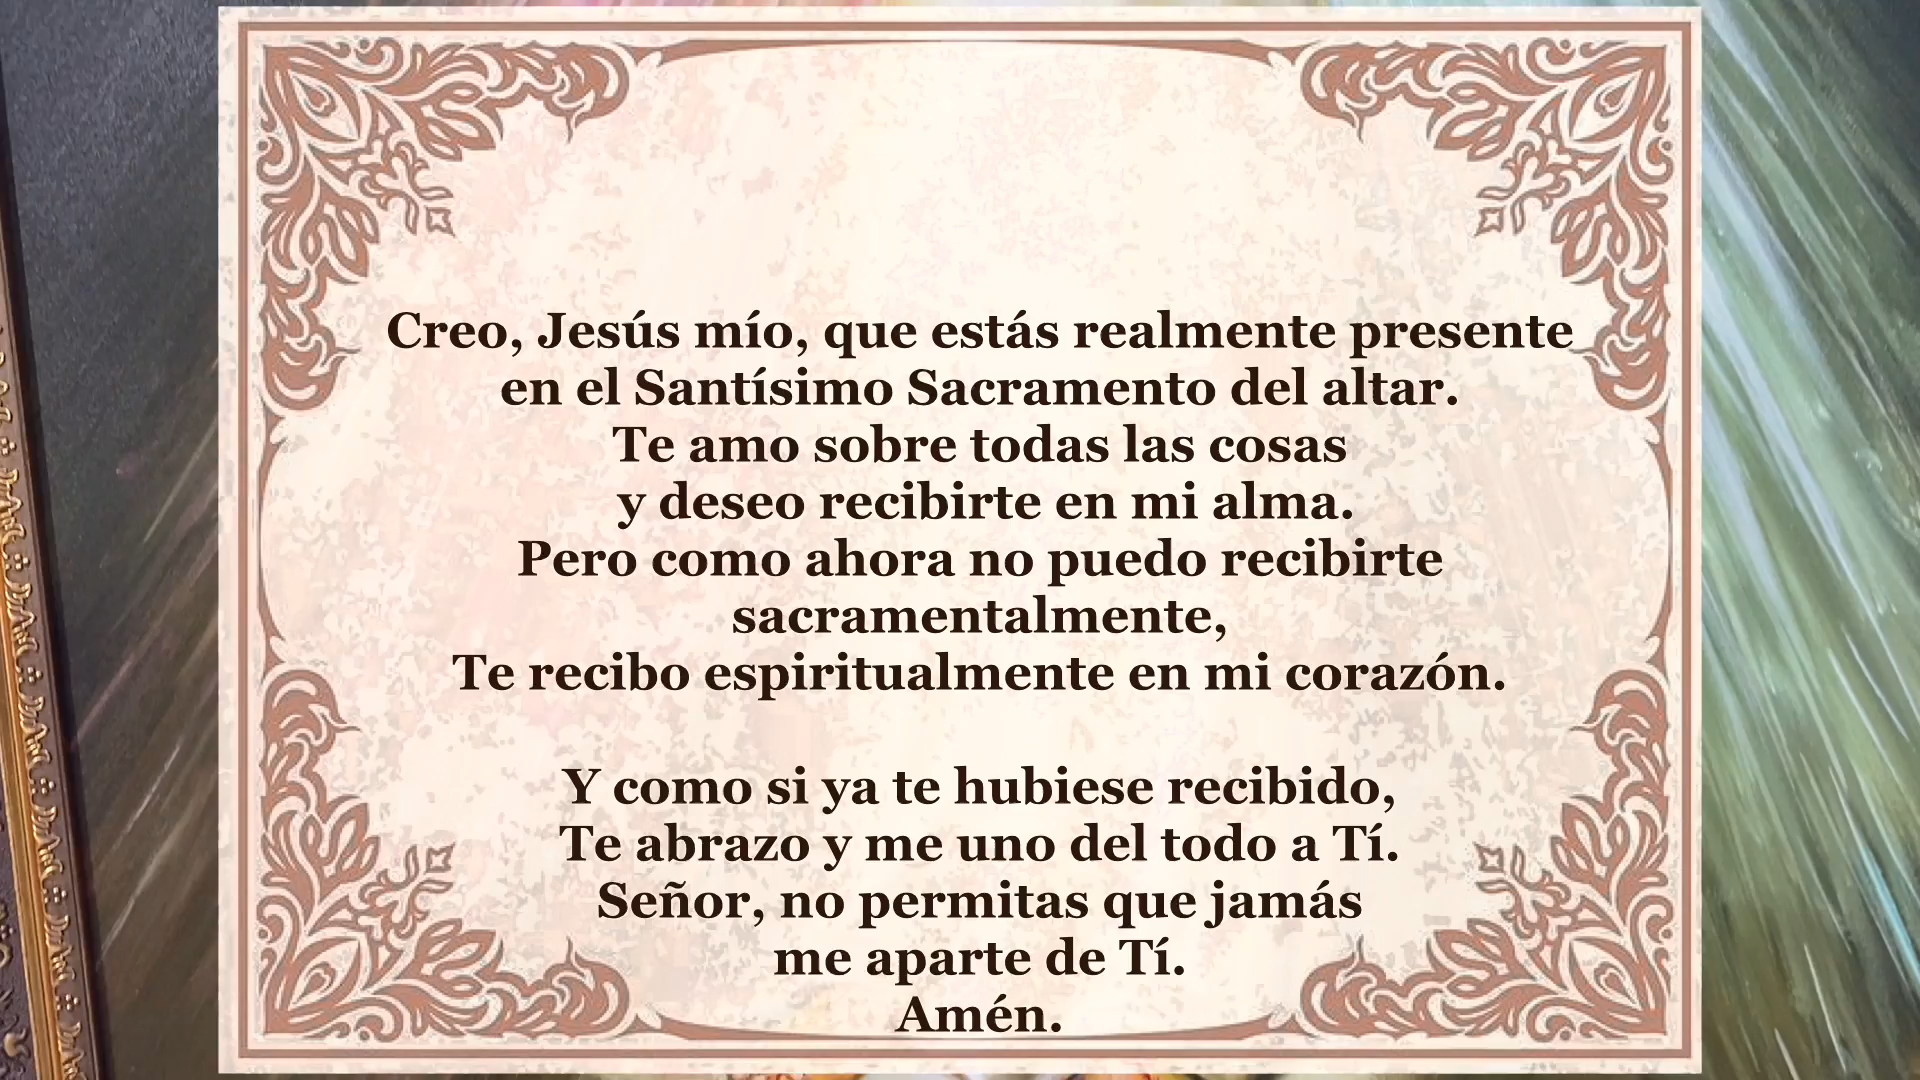 Creo, Jesús mío, que estás realmente presente
en el Santísimo Sacramento del altar.
Te amo sobre todas las cosas
y deseo recibirte en mi alma.
Pero como ahora no puedo recibirte
sacramentalmente,
Te recibo espiritualmente en mi corazón.
Y como si ya te hubiese recibido,
Te abrazo y me uno del todo a Tí.
Señor, no permitas que jamás
me aparte de Tí.
Amén.